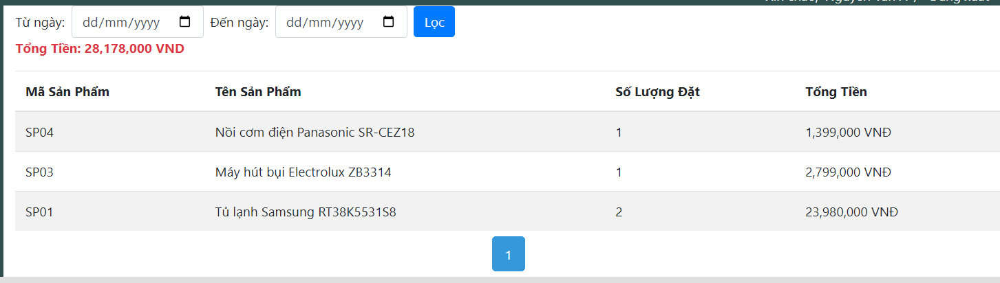 Từ ngày: dd/mm/yyyy Đến ngày: dd/mm/yyyy Lọc
Tổng Tiền: 28,178,000 VND
Mã Sản Phẩm Tên Sản Phẩm Số Lượng Đặt Tổng Tiền
SP04 Nồi cơm điện Panasonic SR-CEZ18 1 1,399,000 VNĐ
SP03 Máy hút bụi Electrolux ZB3314 1 2,799,000 VNĐ
SP01 Tủ lạnh Samsung RT38K5531S8 2 23,980,000 VNĐ
1